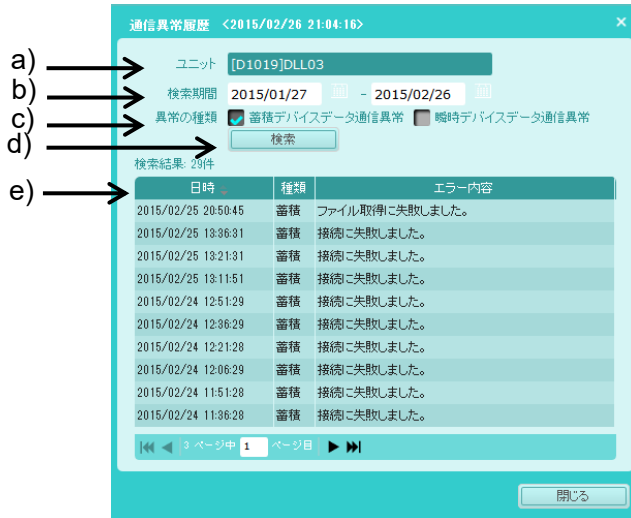 通信異常履歴 <2015/02/26 21:04:16> ×
a) ユニット [D1019]DLL03
b) 検索期間 2015/01/27 - 2015/02/26
c) 異常の種類 蓄積デバイスデータ通信異常 瞬時デバイスデータ通信異常
d) 検索
検索結果: 29件
e) 日時 種類 エラー内容
2015/02/25 20:50:45 蓄積 ファイル取得に失敗しました。
2015/02/25 13:36:31 蓄積 接続に失敗しました。
2015/02/25 13:21:31 蓄積 接続に失敗しました。
2015/02/25 13:11:51 蓄積 接続に失敗しました。
2015/02/24 12:51:29 蓄積 接続に失敗しました。
2015/02/24 12:36:29 蓄積 接続に失敗しました。
2015/02/24 12:21:28 蓄積 接続に失敗しました。
2015/02/24 12:06:29 蓄積 接続に失敗しました。
2015/02/24 11:51:28 蓄積 接続に失敗しました。
2015/02/24 11:36:28 蓄積 接続に失敗しました。
3 ページ中 1 ページ目
閉じる